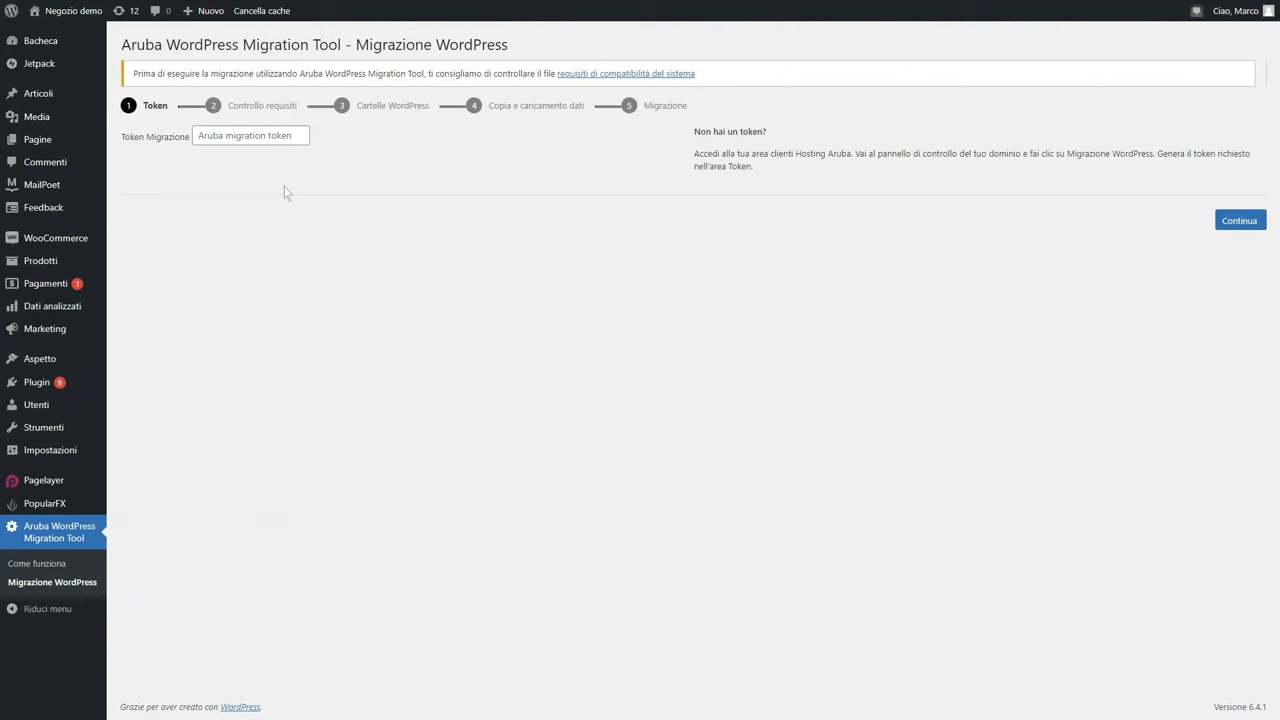 Negozio demo 12 0 Nuovo Cancella cache Ciao, Marco
Bacheca
Jetpack
Articoli
Media
Pagine
Commenti
MailPoet
Feedback
WooCommerce
Prodotti
Pagamenti 1
Dati analizzati
Marketing
Aspetto
Plugin 9
Utenti
Strumenti
Impostazioni
Pagelayer
PopularFX
Aruba WordPress
Migration Tool
Come funziona
Migrazione WordPress
Riduci menu
Aruba WordPress Migration Tool - Migrazione WordPress
Prima di eseguire la migrazione utilizzando Aruba WordPress Migration Tool, ti consigliamo di controllare il file requisiti di compatibilità del sistema
1 Token 2 Controllo requisiti 3 Cartelle WordPress 4 Copia e caricamento dati 5 Migrazione
Token Migrazione Aruba migration token
Non hai un token?
Accedi alla tua area clienti Hosting Aruba. Vai al pannello di controllo del tuo dominio e fai clic su Migrazione WordPress. Genera il token richiesto
nell'area Token.
Continua
Grazie per aver creato con WordPress.
Versione 6.4.1